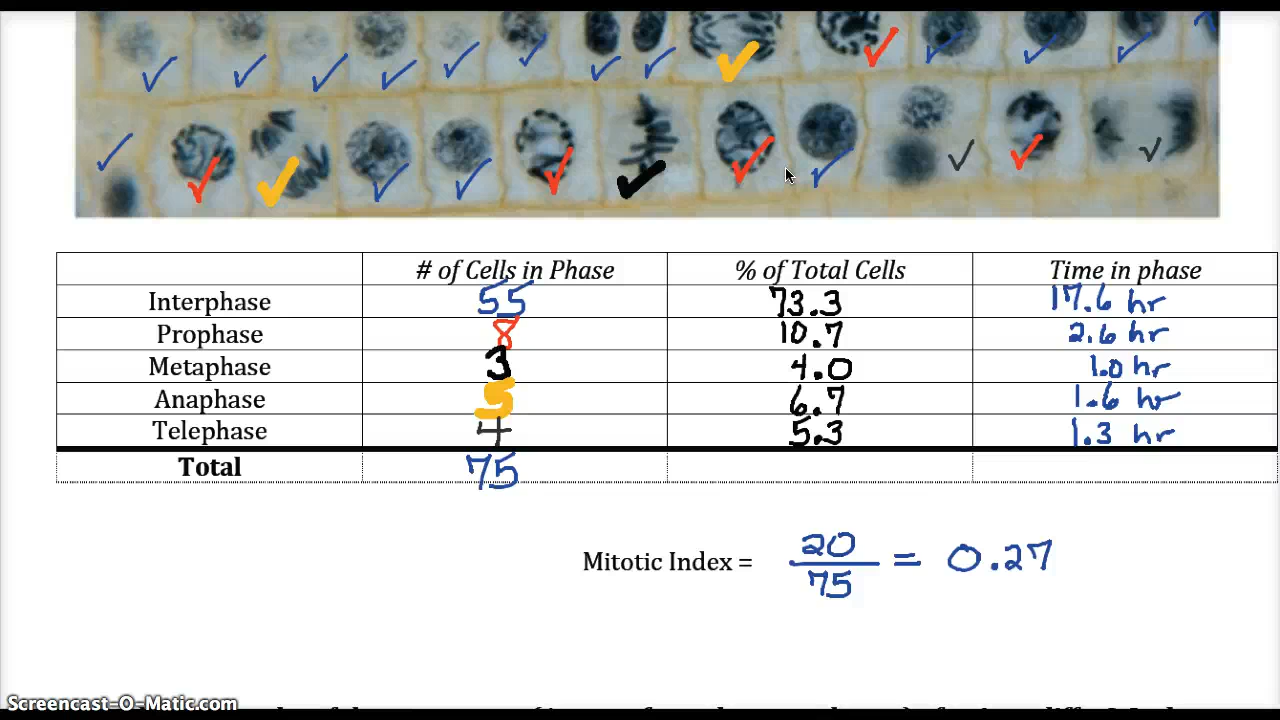 # of Cells in Phase % of Total Cells Time in phase
Interphase 55 73.3 17.6 hr
Prophase 8 10.7 2.6 hr
Metaphase 3 4.0 1.0 hr
Anaphase 5 6.7 1.6 hr
Telephase 4 5.3 1.3 hr
Total 75
Mitotic Index = 20/75 = 0.27
Screencast-O-Matic.com